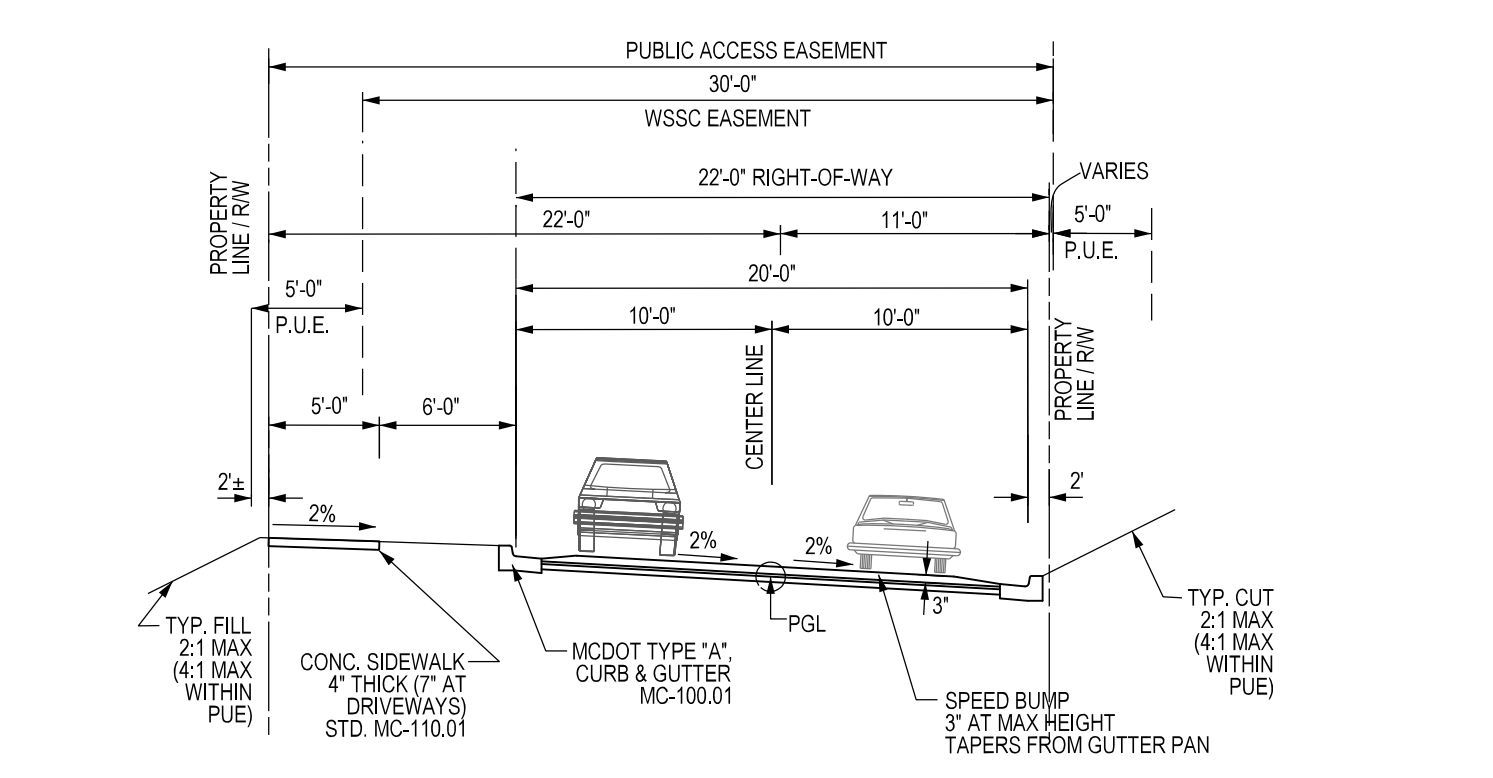 PUBLIC ACCESS EASEMENT
30'-0"
WSSC EASEMENT
22'-0" RIGHT-OF-WAY
VARIES
PROPERTY
LINE / R/W
22'-0"
11'-0"
5'-0"
P.U.E.
20'-0"
5'-0"
P.U.E.
10'-0"
10'-0"
CENTER LINE
PROPERTY
LINE / R/W
5'-0"
6'-0"
2'±
2'
2%
2%
2%
3"
PGL
TYP. FILL
2:1 MAX
(4:1 MAX
WITHIN
PUE)
CONC. SIDEWALK
4" THICK (7" AT
DRIVEWAYS)
STD. MC-110.01
MCDOT TYPE "A",
CURB & GUTTER
MC-100.01
SPEED BUMP
3" AT MAX HEIGHT
TAPERS FROM GUTTER PAN
TYP. CUT
2:1 MAX
(4:1 MAX
WITHIN
PUE)